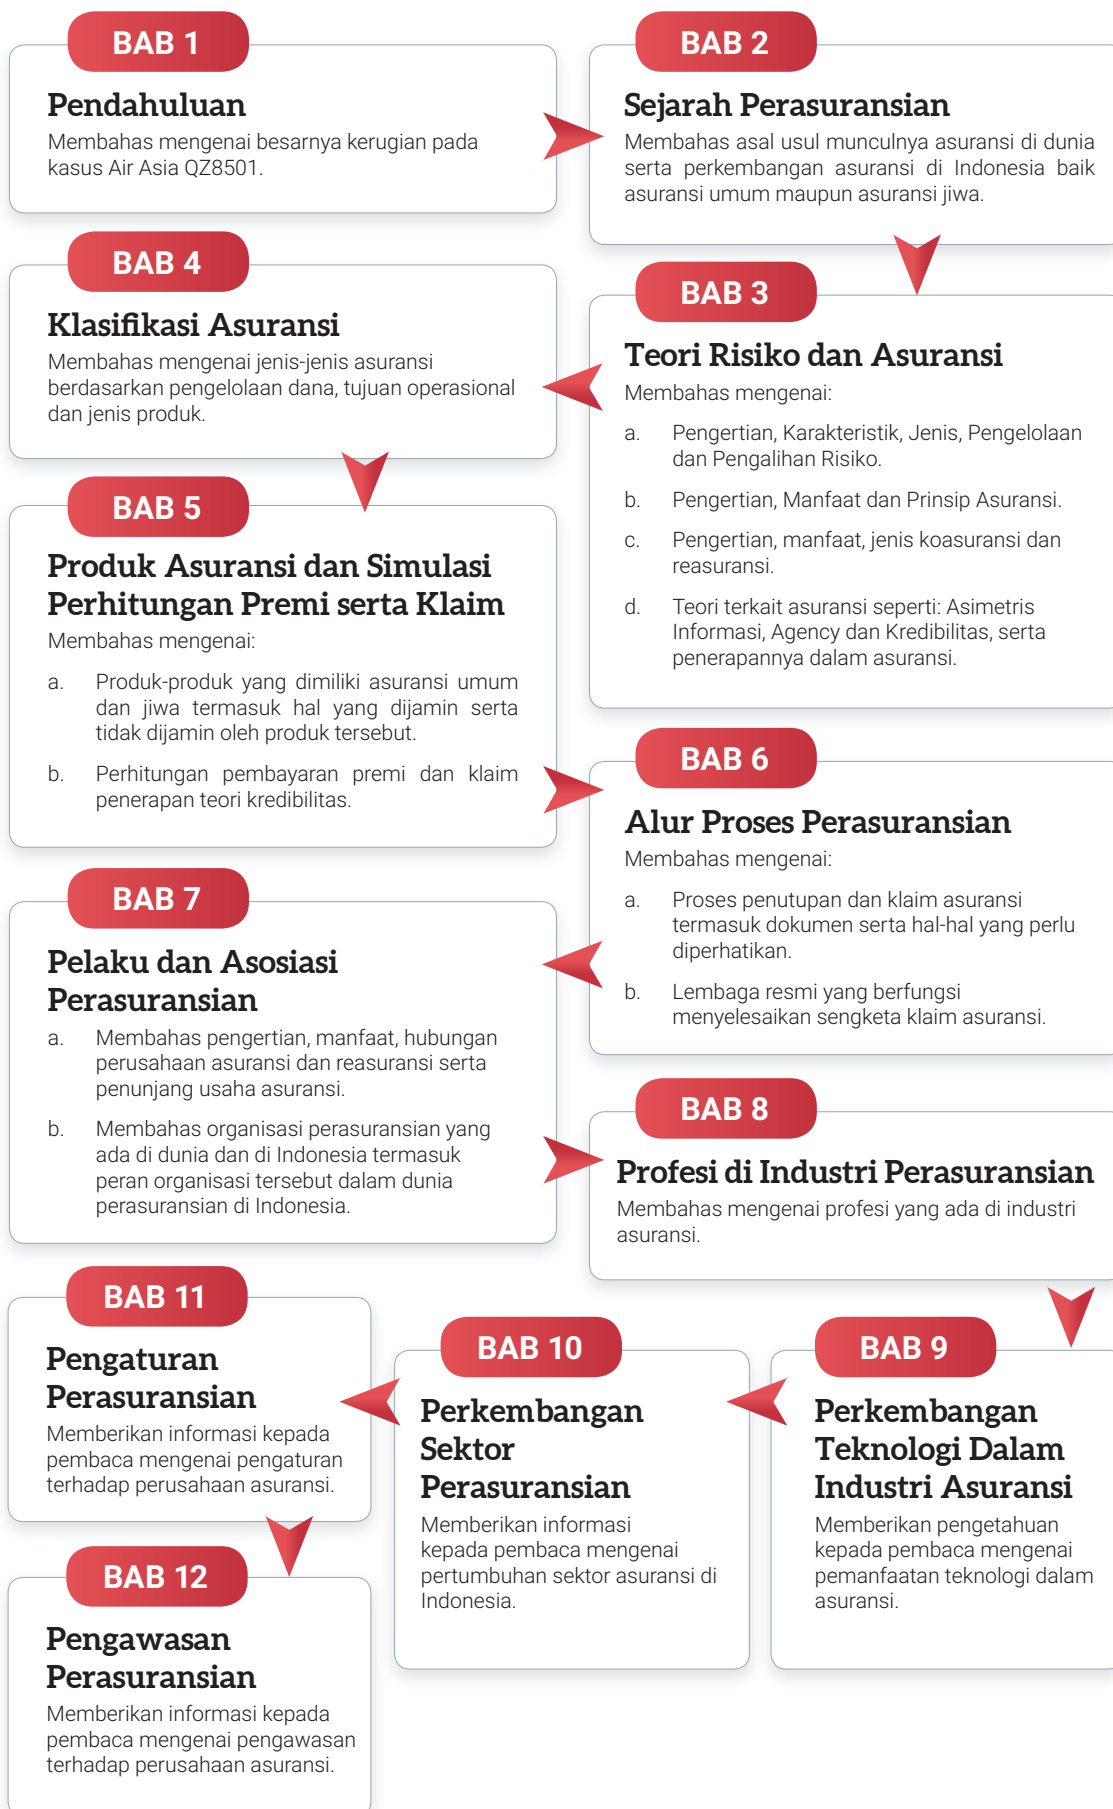 BAB 1
Pendahuluan
Membahas mengenai besarnya kerugian pada
kasus Air Asia QZ8501.
BAB 2
Sejarah Perasuransian
Membahas asal usul munculnya asuransi di dunia
serta perkembangan asuransi di Indonesia baik
asuransi umum maupun asuransi jiwa.
BAB 3
Teori Risiko dan Asuransi
Membahas mengenai:
a. Pengertian, Karakteristik, Jenis, Pengelolaan
dan Pengalihan Risiko.
b. Pengertian, Manfaat dan Prinsip Asuransi.
c. Pengertian, manfaat, jenis koasuransi dan
reasuransi.
d. Teori terkait asuransi seperti: Asimetris
Informasi, Agency dan Kredibilitas, serta
penerapannya dalam asuransi.
BAB 4
Klasifikasi Asuransi
Membahas mengenai jenis-jenis asuransi
berdasarkan pengelolaan dana, tujuan operasional
dan jenis produk.
BAB 5
Produk Asuransi dan Simulasi
Perhitungan Premi serta Klaim
Membahas mengenai:
a. Produk-produk yang dimiliki asuransi umum
dan jiwa termasuk hal yang dijamin serta
tidak dijamin oleh produk tersebut.
b. Perhitungan pembayaran premi dan klaim
penerapan teori kredibilitas.
BAB 6
Alur Proses Perasuransian
Membahas mengenai:
a. Proses penutupan dan klaim asuransi
termasuk dokumen serta hal-hal yang perlu
diperhatikan.
b. Lembaga resmi yang berfungsi
menyelesaikan sengketa klaim asuransi.
BAB 7
Pelaku dan Asosiasi
Perasuransian
a. Membahas pengertian, manfaat, hubungan
perusahaan asuransi dan reasuransi serta
penunjang usaha asuransi.
b. Membahas organisasi perasuransian yang
ada di dunia dan di Indonesia termasuk
peran organisasi tersebut dalam dunia
perasuransian di Indonesia.
BAB 8
Profesi di Industri Perasuransian
Membahas mengenai profesi yang ada di industri
asuransi.
BAB 9
Perkembangan
Teknologi Dalam
Industri Asuransi
Memberikan pengetahuan
kepada pembaca mengenai
pemanfaatan teknologi dalam
asuransi.
BAB 10
Perkembangan
Sektor
Perasuransian
Memberikan informasi
kepada pembaca mengenai
pertumbuhan sektor asuransi di
Indonesia.
BAB 11
Pengaturan
Perasuransian
Memberikan informasi kepada
pembaca mengenai pengaturan
terhadap perusahaan asuransi.
BAB 12
Pengawasan
Perasuransian
Memberikan informasi kepada
pembaca mengenai pengawasan
terhadap perusahaan asuransi.